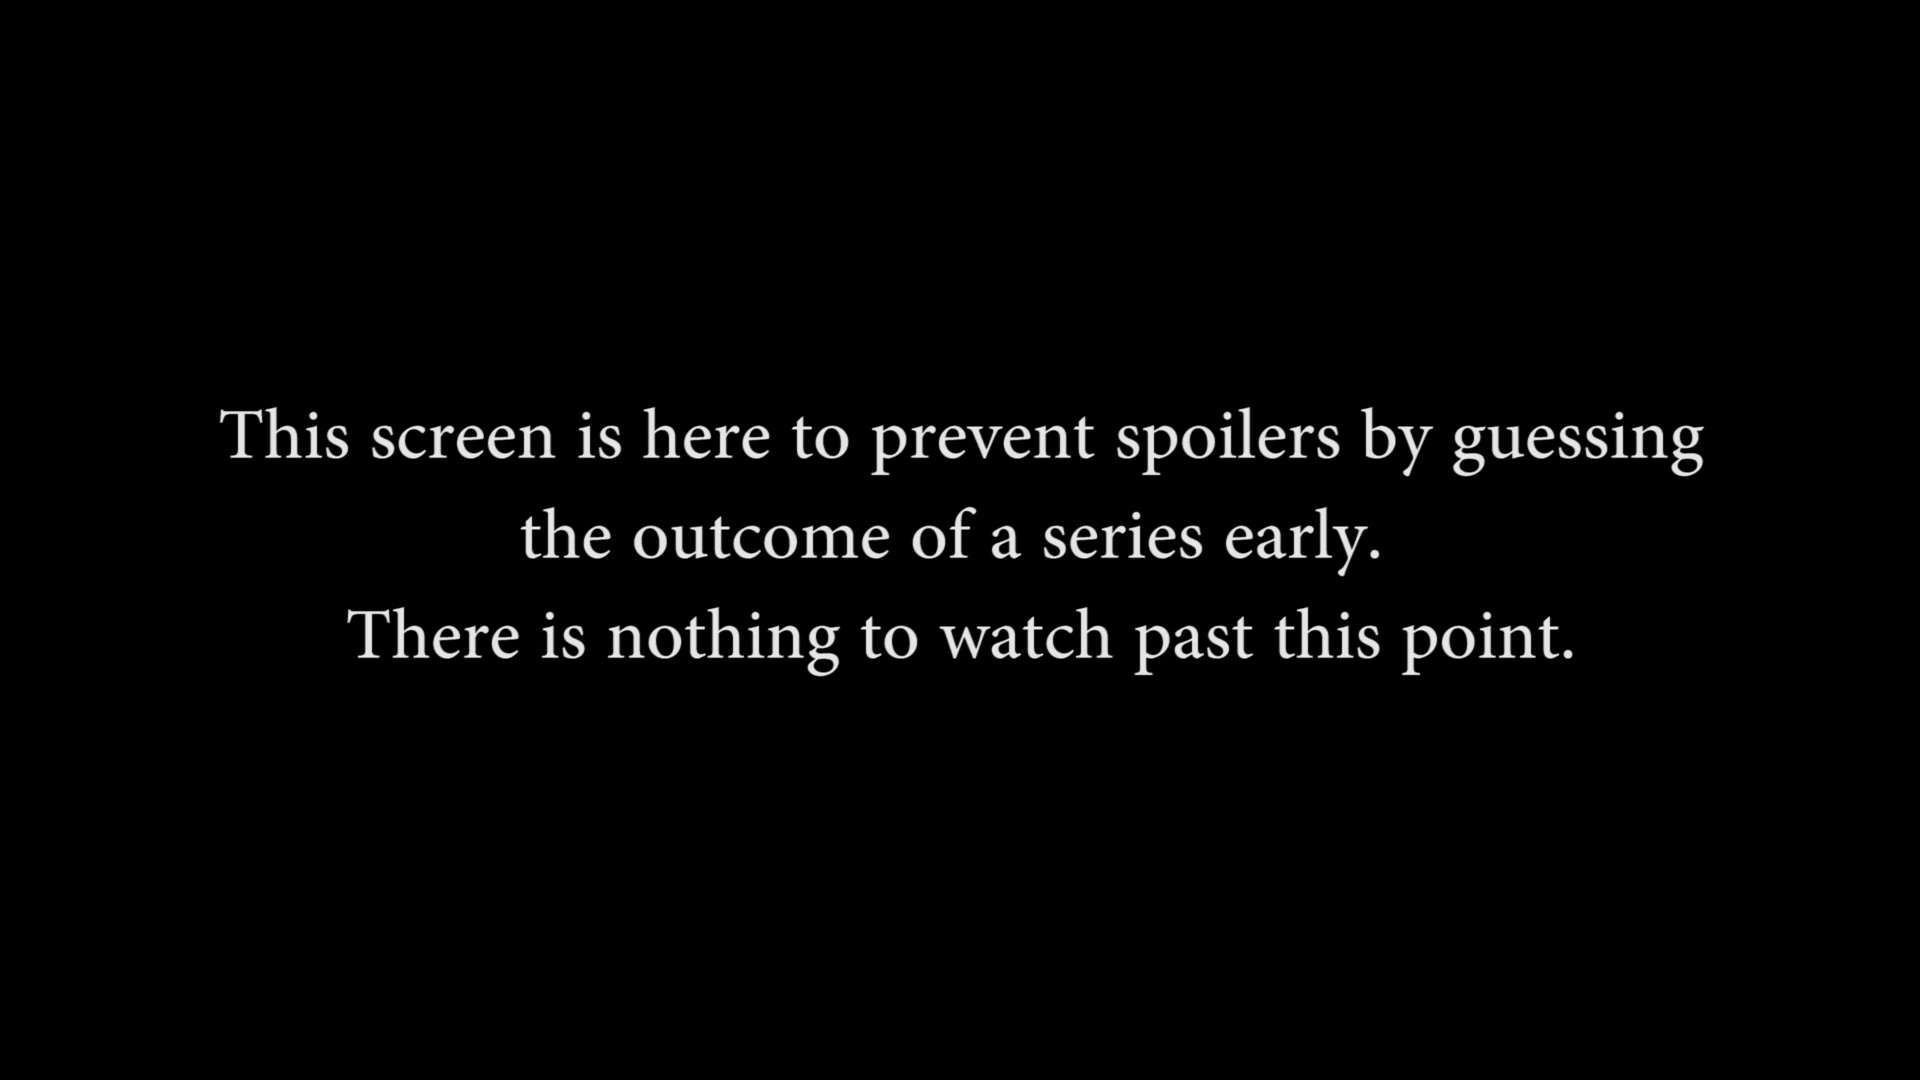 This screen is here to prevent spoilers by guessing
the outcome of a series early.
There is nothing to watch past this point.